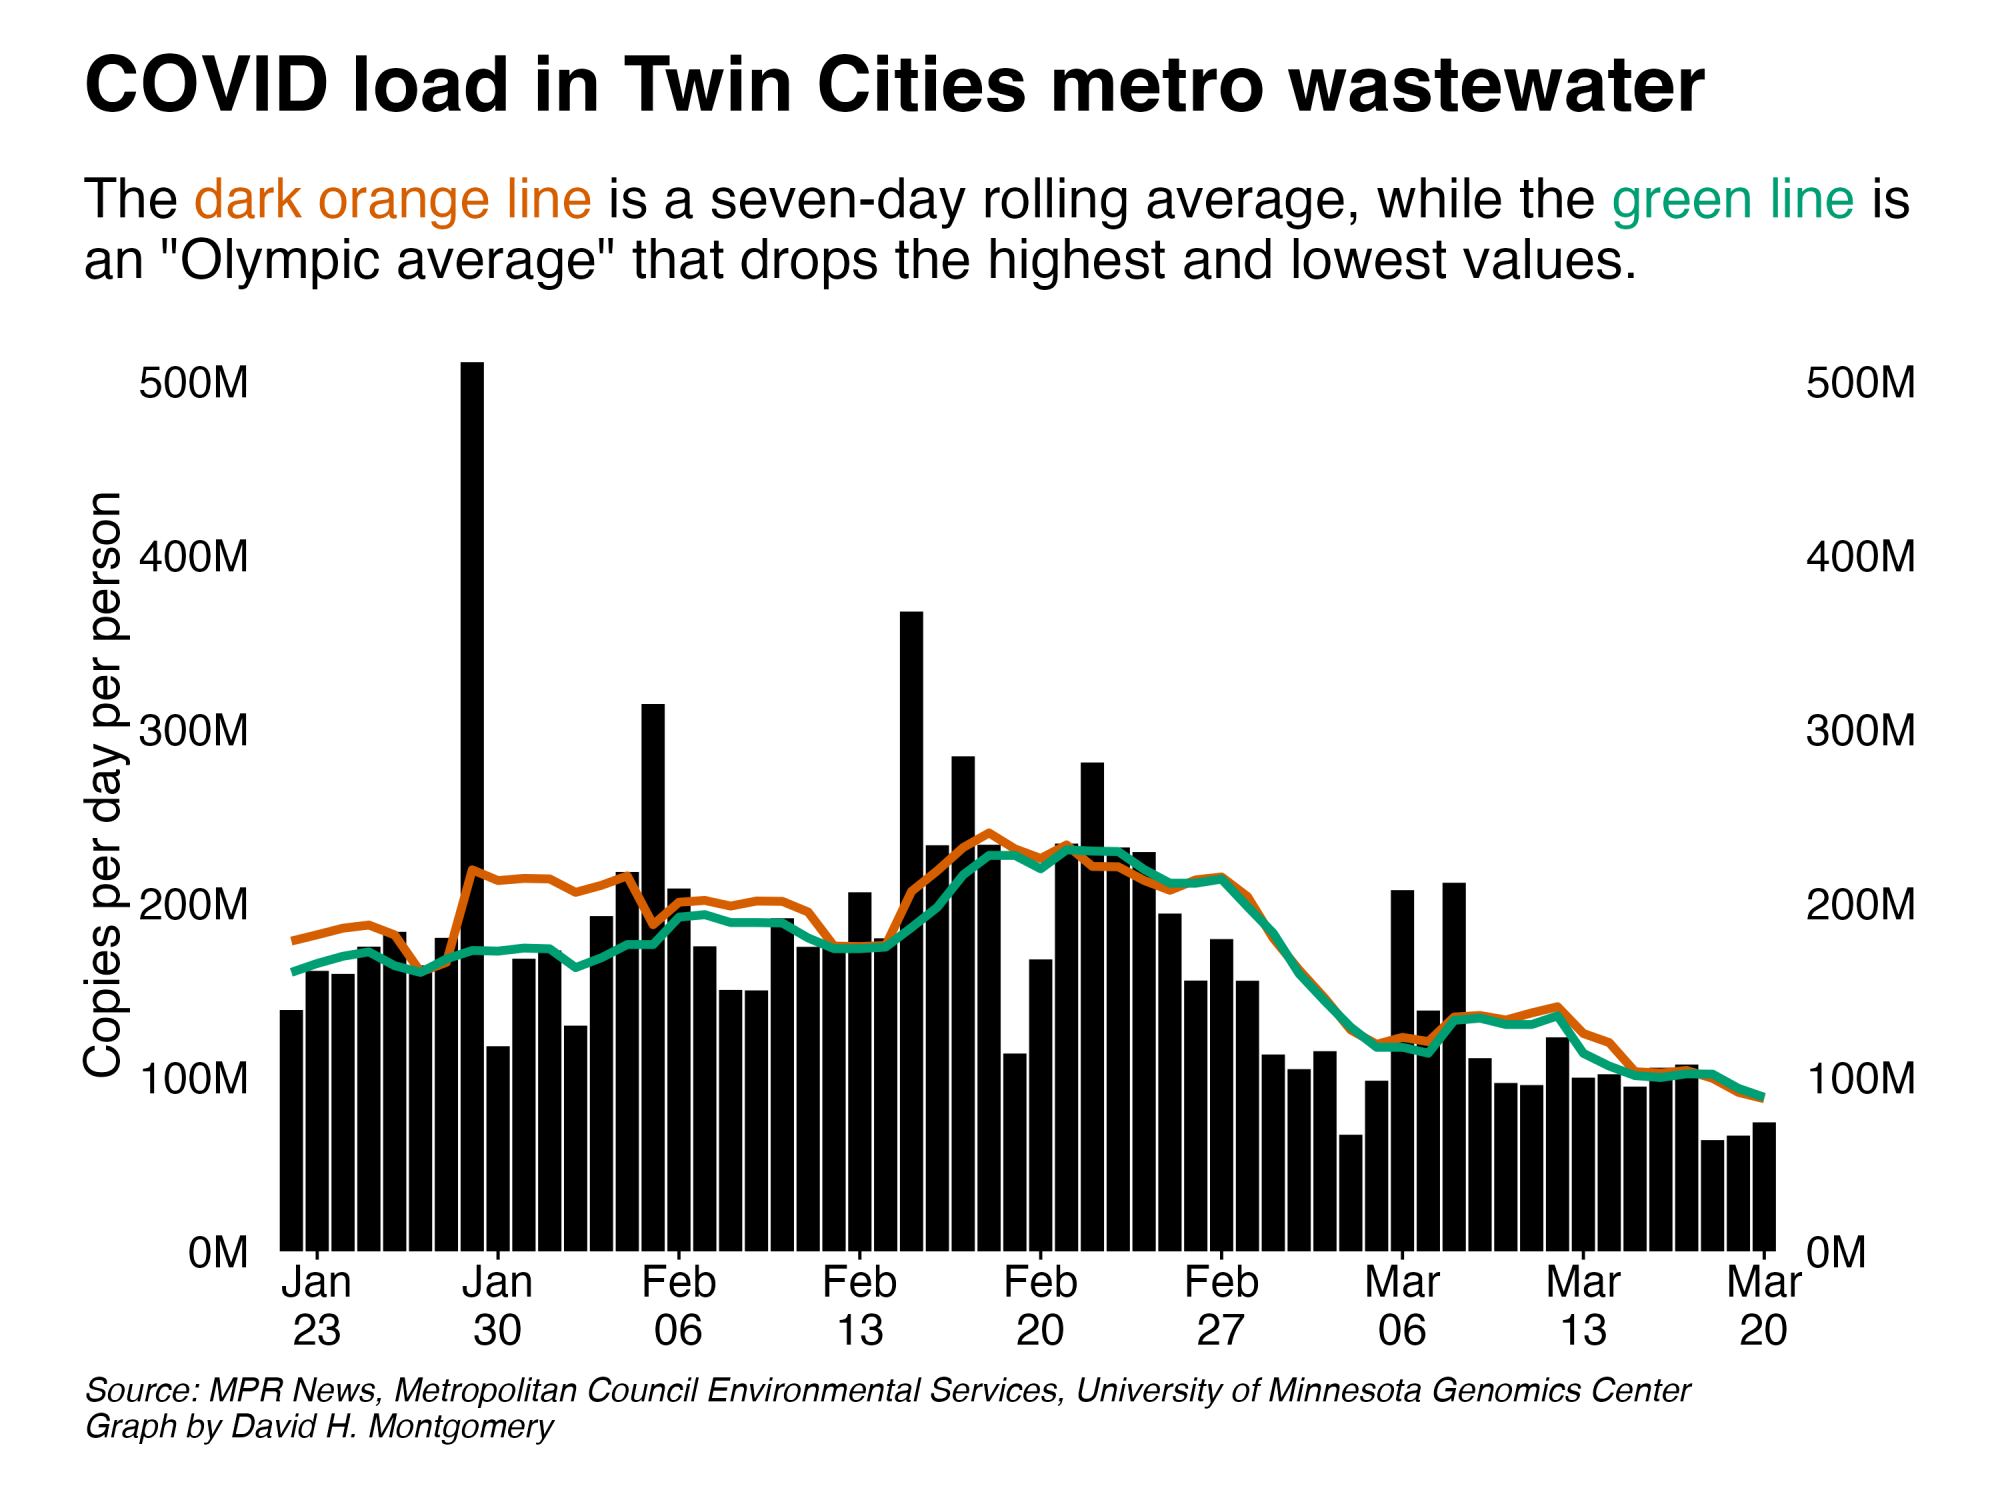 COVID load in Twin Cities metro wastewater
The dark orange line is a seven-day rolling average, while the green line is
an "Olympic average" that drops the highest and lowest values.
Copies per day per person
500M
400M
300M
200M
100M
0M
500M
400M
300M
200M
100M
0M
Jan
23
Jan
30
Feb
06
Feb
13
Feb
20
Feb
27
Mar
06
Mar
13
Mar
20
Source: MPR News, Metropolitan Council Environmental Services, University of Minnesota Genomics Center
Graph by David H. Montgomery